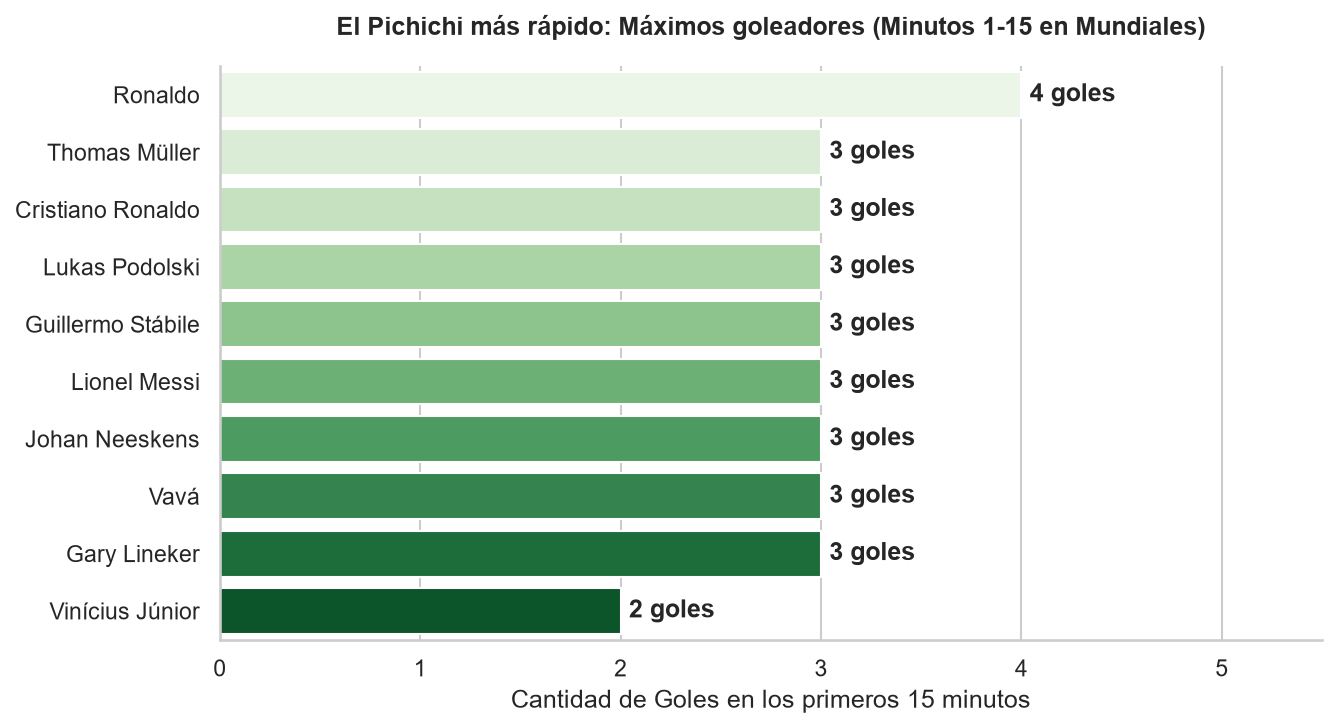 El Pichichi más rápido: Máximos goleadores (Minutos 1-15 en Mundiales)
Ronaldo 4 goles
Thomas Müller 3 goles
Cristiano Ronaldo 3 goles
Lukas Podolski 3 goles
Guillermo Stábile 3 goles
Lionel Messi 3 goles
Johan Neeskens 3 goles
Vavá 3 goles
Gary Lineker 3 goles
Vinícius Júnior 2 goles
0 1 2 3 4 5
Cantidad de Goles en los primeros 15 minutos